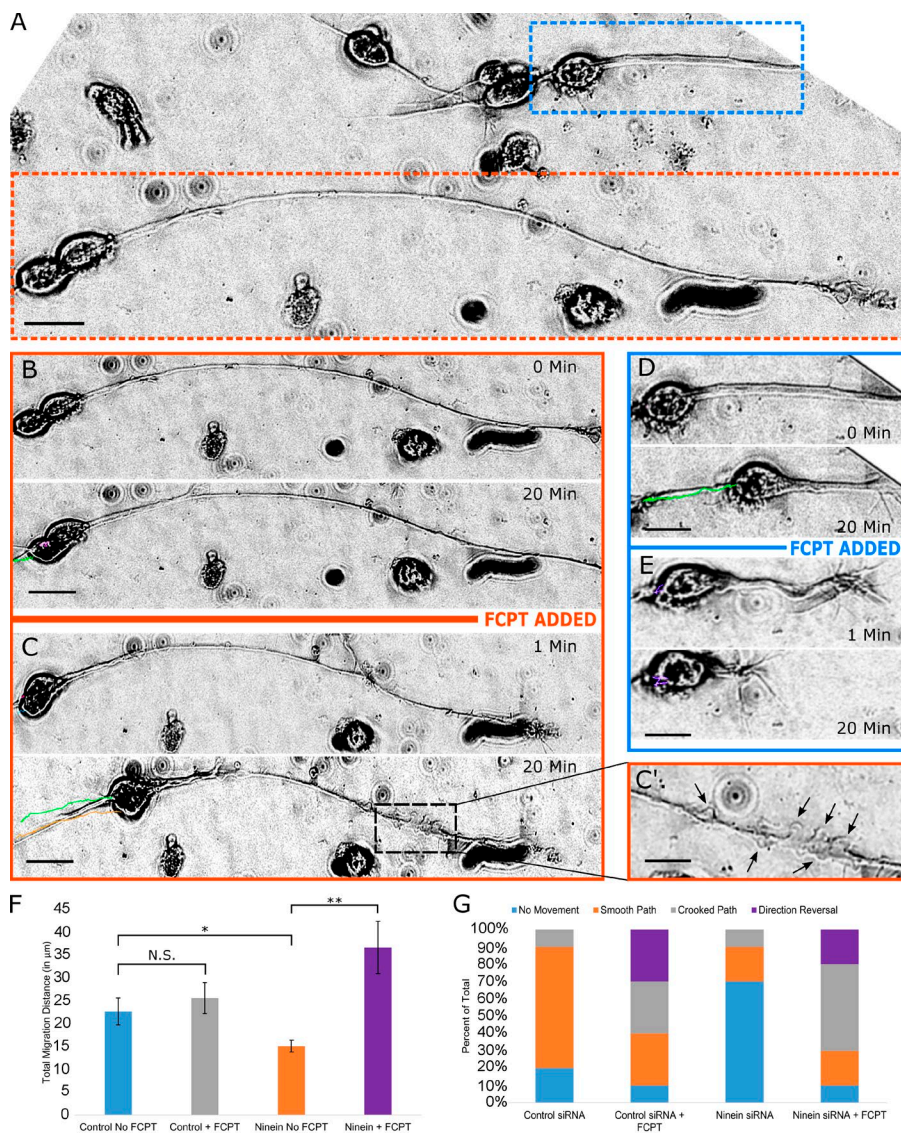 A
B
0 Min
20 Min
FCPT ADDED
C
1 Min
20 Min
D
0 Min
20 Min
FCPT ADDED
E
1 Min
20 Min
C'
F
45
40
35
30
25
20
15
10
5
0
Total Migration Distance (in µm)
N.S.
*
**
Control No FCPT
Control + FCPT
Ninein No FCPT
Ninein + FCPT
G
No Movement
Smooth Path
Crooked Path
Direction Reversal
100%
90%
80%
70%
60%
50%
40%
30%
20%
10%
0%
Percent of Total
Control siRNA
Control siRNA +
FCPT
Ninein siRNA
Ninein siRNA + FCPT